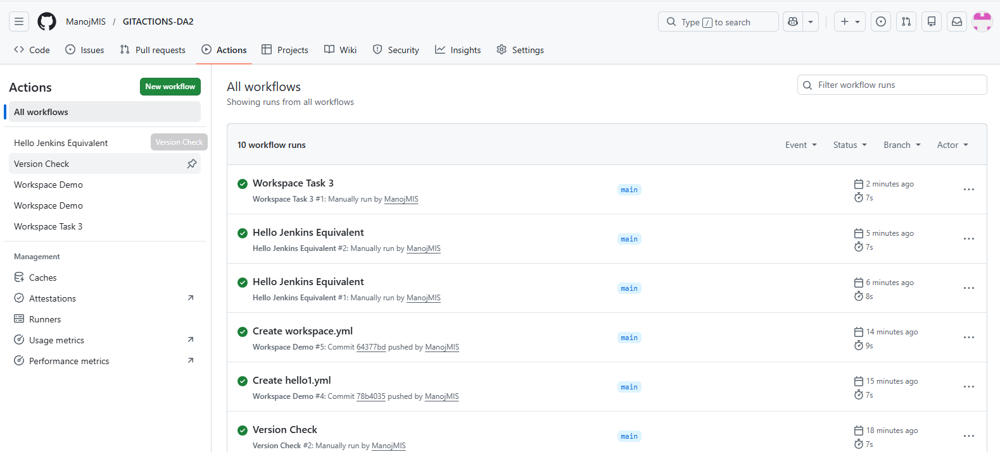 ManojMIS / GITACTIONS-DA2
Type / to search
Code
Issues
Pull requests
Actions
Projects
Wiki
Security
Insights
Settings
Actions
New workflow
All workflows
Hello Jenkins Equivalent
Version Check
Version Check
Workspace Demo
Workspace Demo
Workspace Task 3
Management
Caches
Attestations
Runners
Usage metrics
Performance metrics
All workflows
Showing runs from all workflows
Filter workflow runs
10 workflow runs
Event
Status
Branch
Actor
Workspace Task 3
Workspace Task 3 #1: Manually run by ManojMIS
main
2 minutes ago
7s
Hello Jenkins Equivalent
Hello Jenkins Equivalent #2: Manually run by ManojMIS
main
5 minutes ago
7s
Hello Jenkins Equivalent
Hello Jenkins Equivalent #1: Manually run by ManojMIS
main
6 minutes ago
8s
Create workspace.yml
Workspace Demo #5: Commit 64377bd pushed by ManojMIS
main
14 minutes ago
9s
Create hello1.yml
Workspace Demo #4: Commit 78b4035 pushed by ManojMIS
main
15 minutes ago
7s
Version Check
Version Check #2: Manually run by ManojMIS
main
18 minutes ago
7s